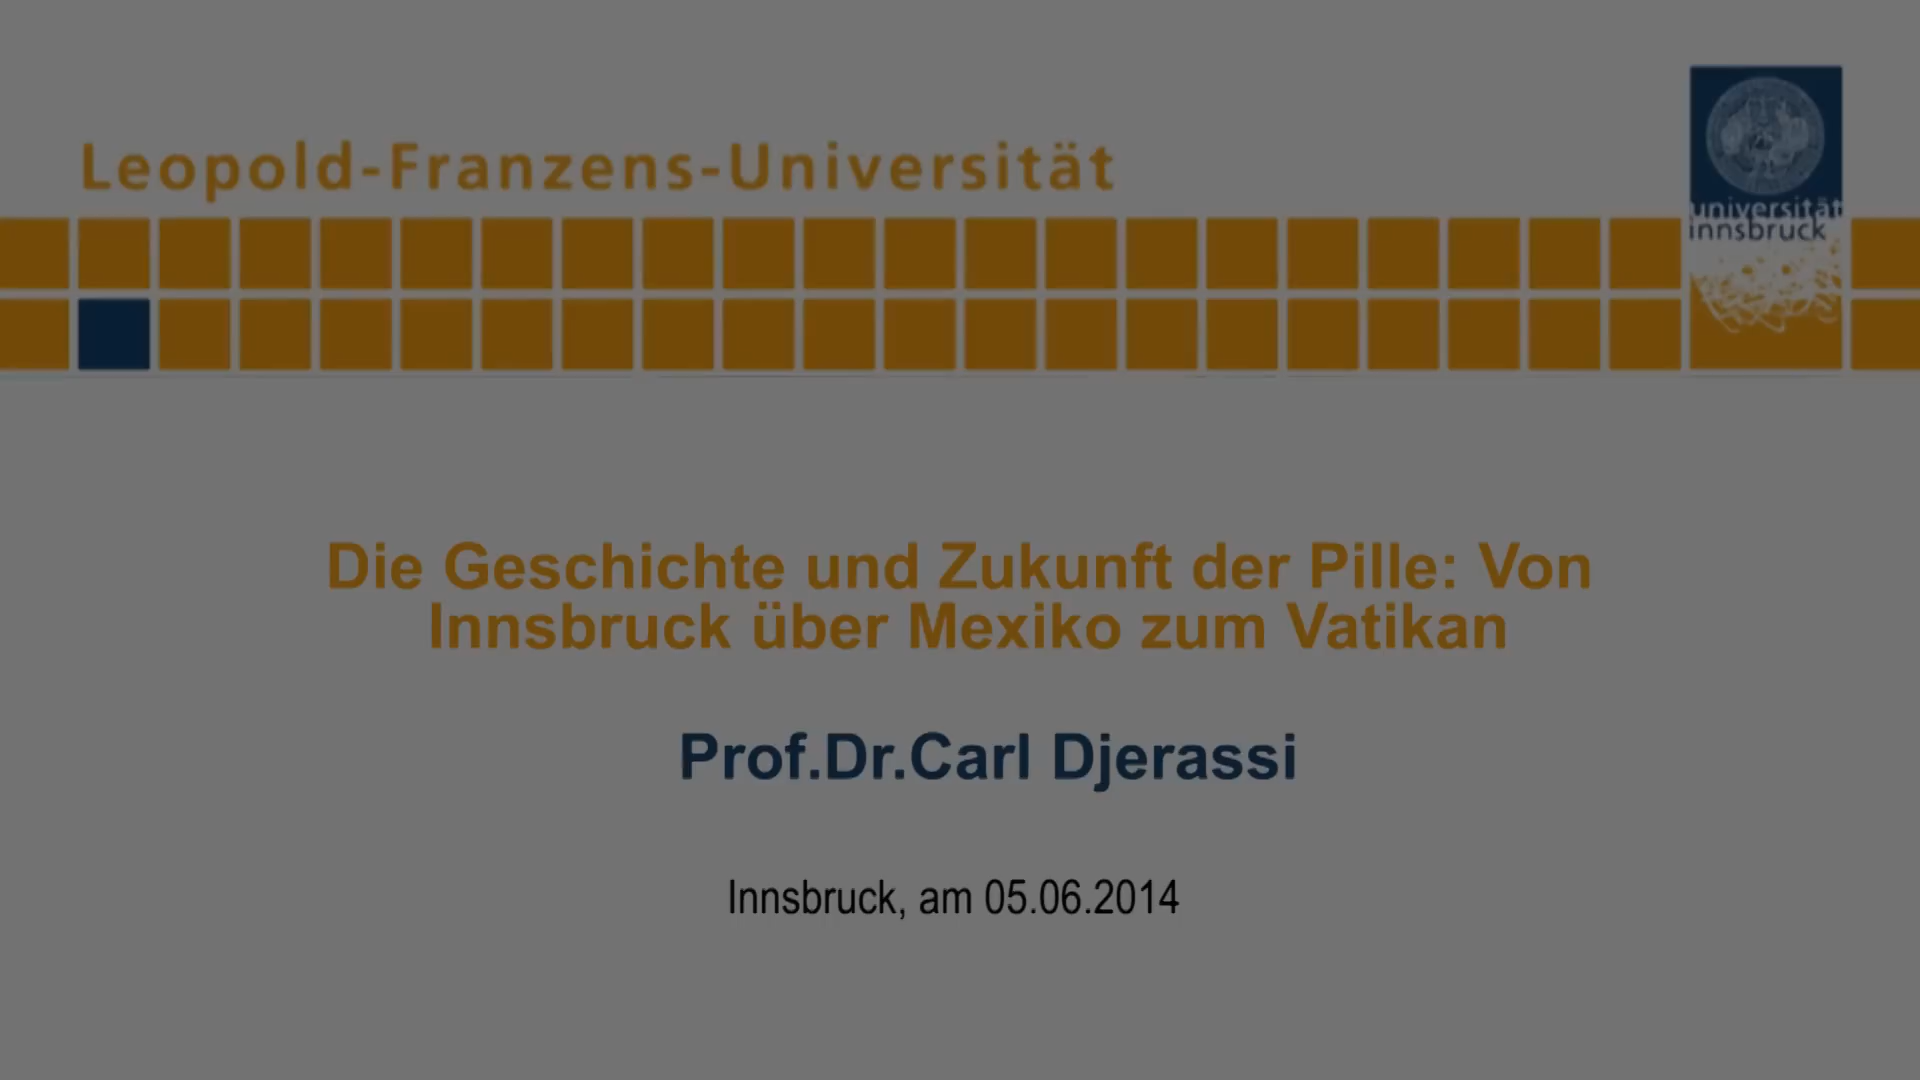 Leopold-Franzens-Universität
universität
innsbruck
Die Geschichte und Zukunft der Pille: Von
Innsbruck über Mexiko zum Vatikan
Prof.Dr.Carl Djerassi
Innsbruck, am 05.06.2014